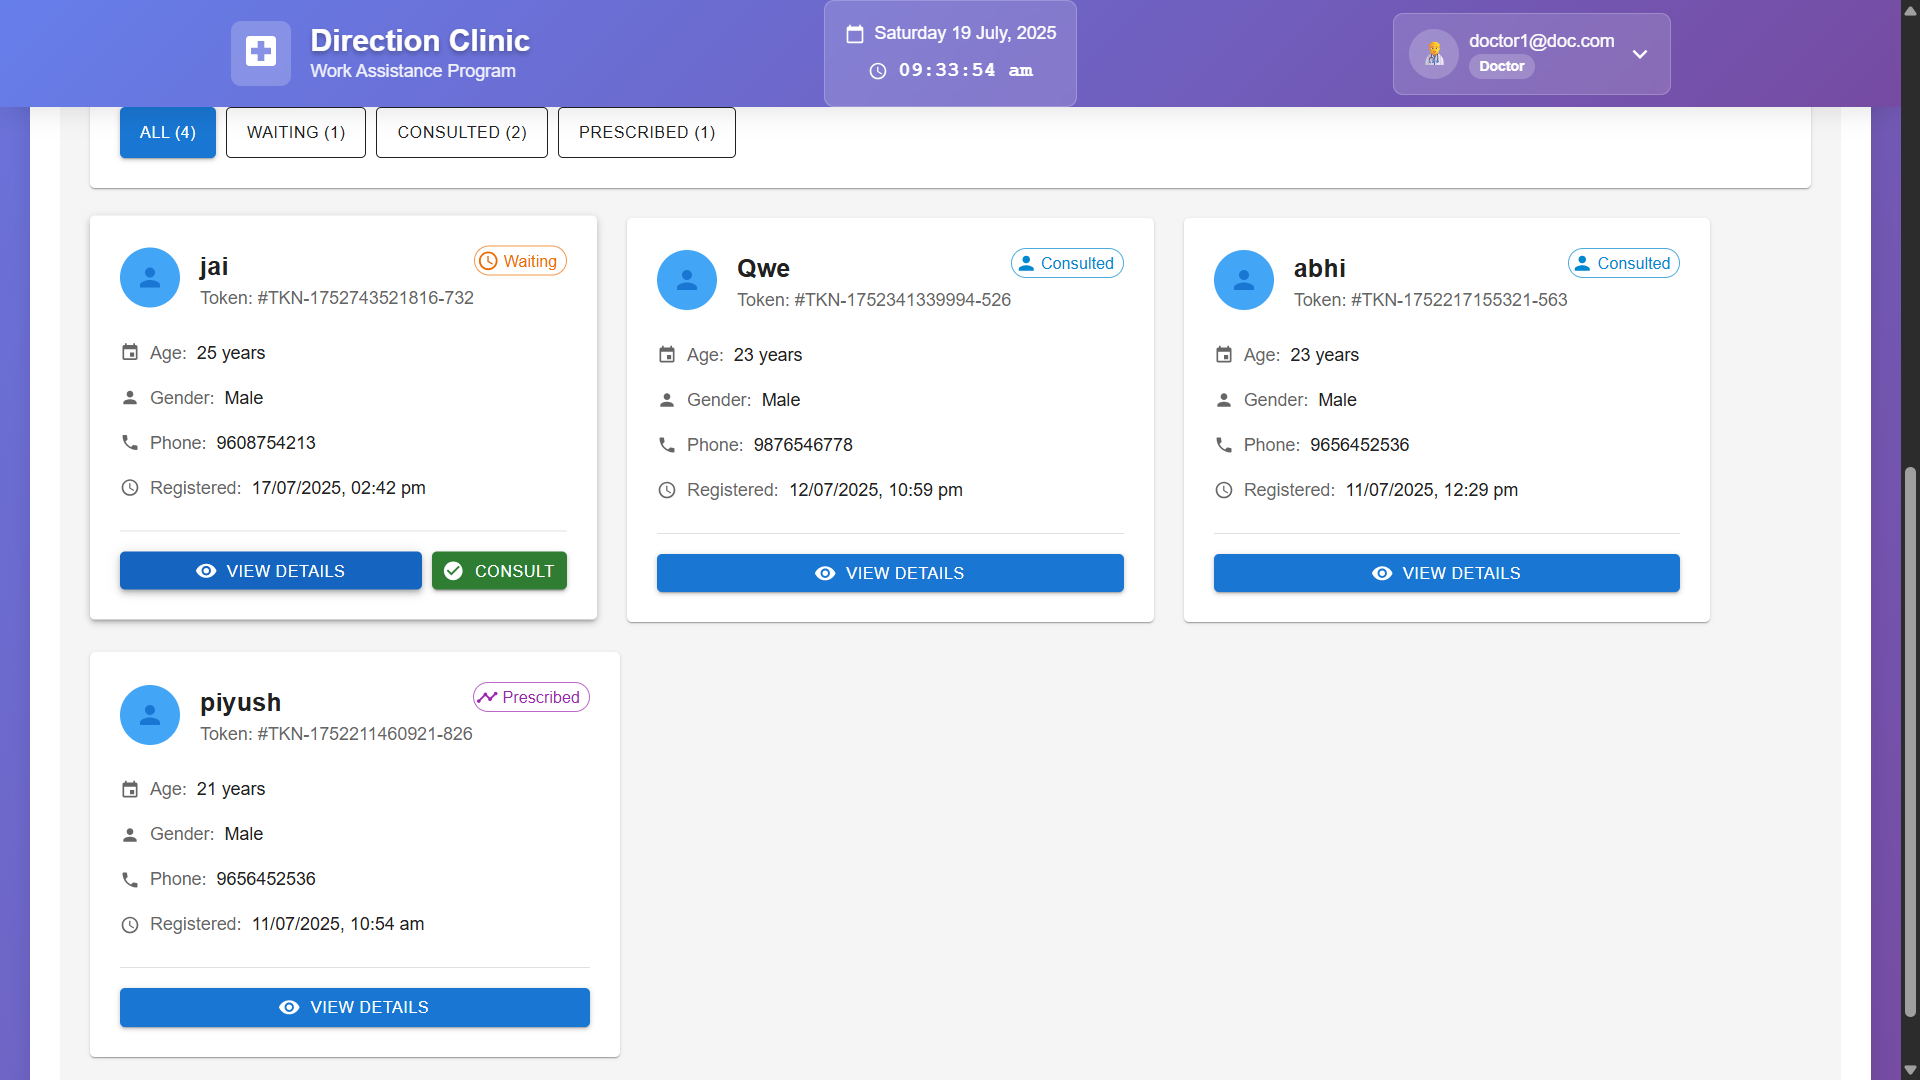 Direction Clinic
Work Assistance Program
Saturday 19 July, 2025
09:33:54 am
doctor1@doc.com
Doctor
ALL (4)
WAITING (1)
CONSULTED (2)
PRESCRIBED (1)
jai
Waiting
Token: #TKN-1752743521816-732
Age: 25 years
Gender: Male
Phone: 9608754213
Registered: 17/07/2025, 02:42 pm
VIEW DETAILS
CONSULT
Qwe
Consulted
Token: #TKN-1752341339994-526
Age: 23 years
Gender: Male
Phone: 9876546778
Registered: 12/07/2025, 10:59 pm
VIEW DETAILS
abhi
Consulted
Token: #TKN-1752217155321-563
Age: 23 years
Gender: Male
Phone: 9656452536
Registered: 11/07/2025, 12:29 pm
VIEW DETAILS
piyush
Prescribed
Token: #TKN-1752211460921-826
Age: 21 years
Gender: Male
Phone: 9656452536
Registered: 11/07/2025, 10:54 am
VIEW DETAILS